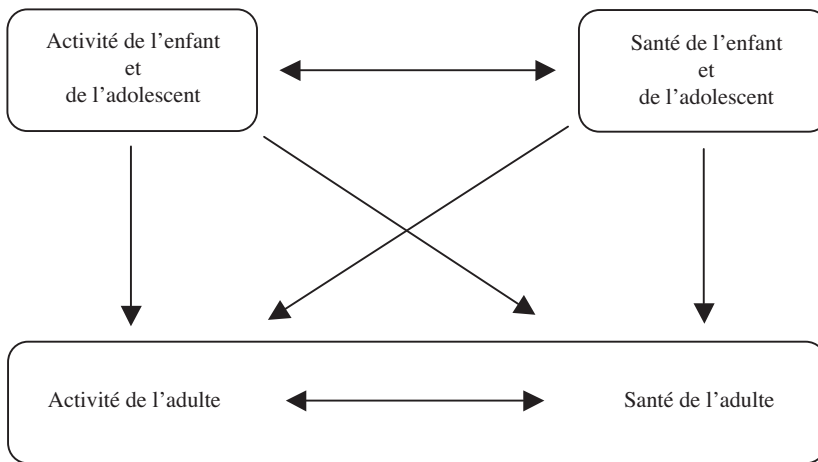 Activité de l’enfant
et
de l’adolescent
Santé de l’enfant
et
de l’adolescent
Activité de l’adulte
Santé de l’adulte